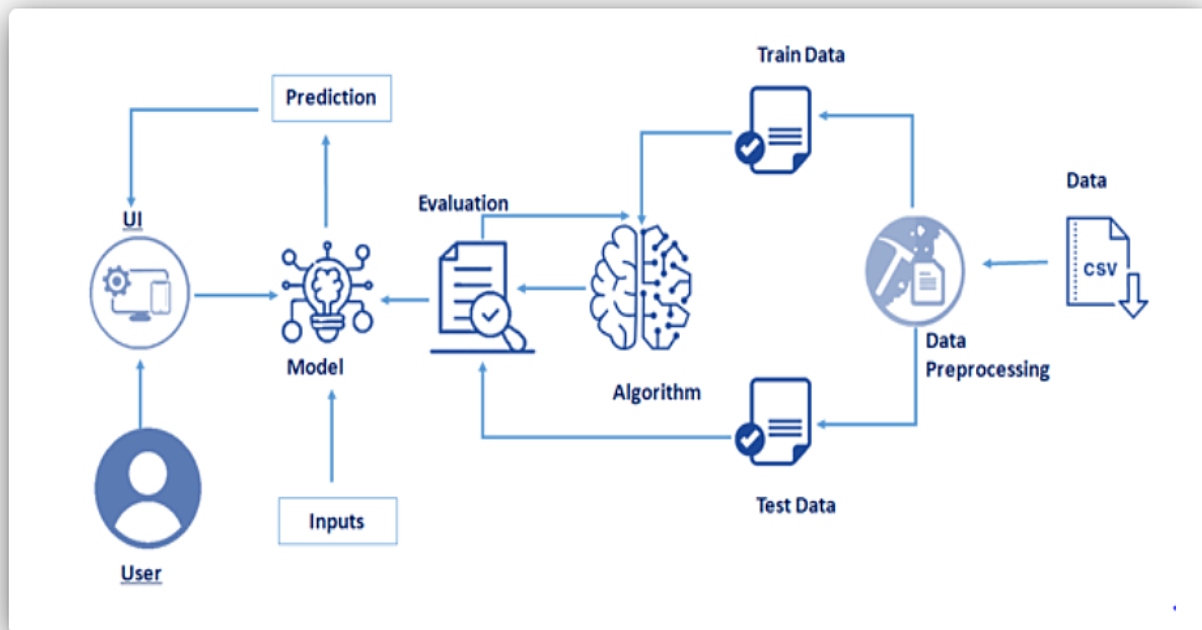 Train Data
Prediction
Data
Evaluation
UI
CSV
Data
Preprocessing
Model
Algorithm
Test Data
Inputs
User